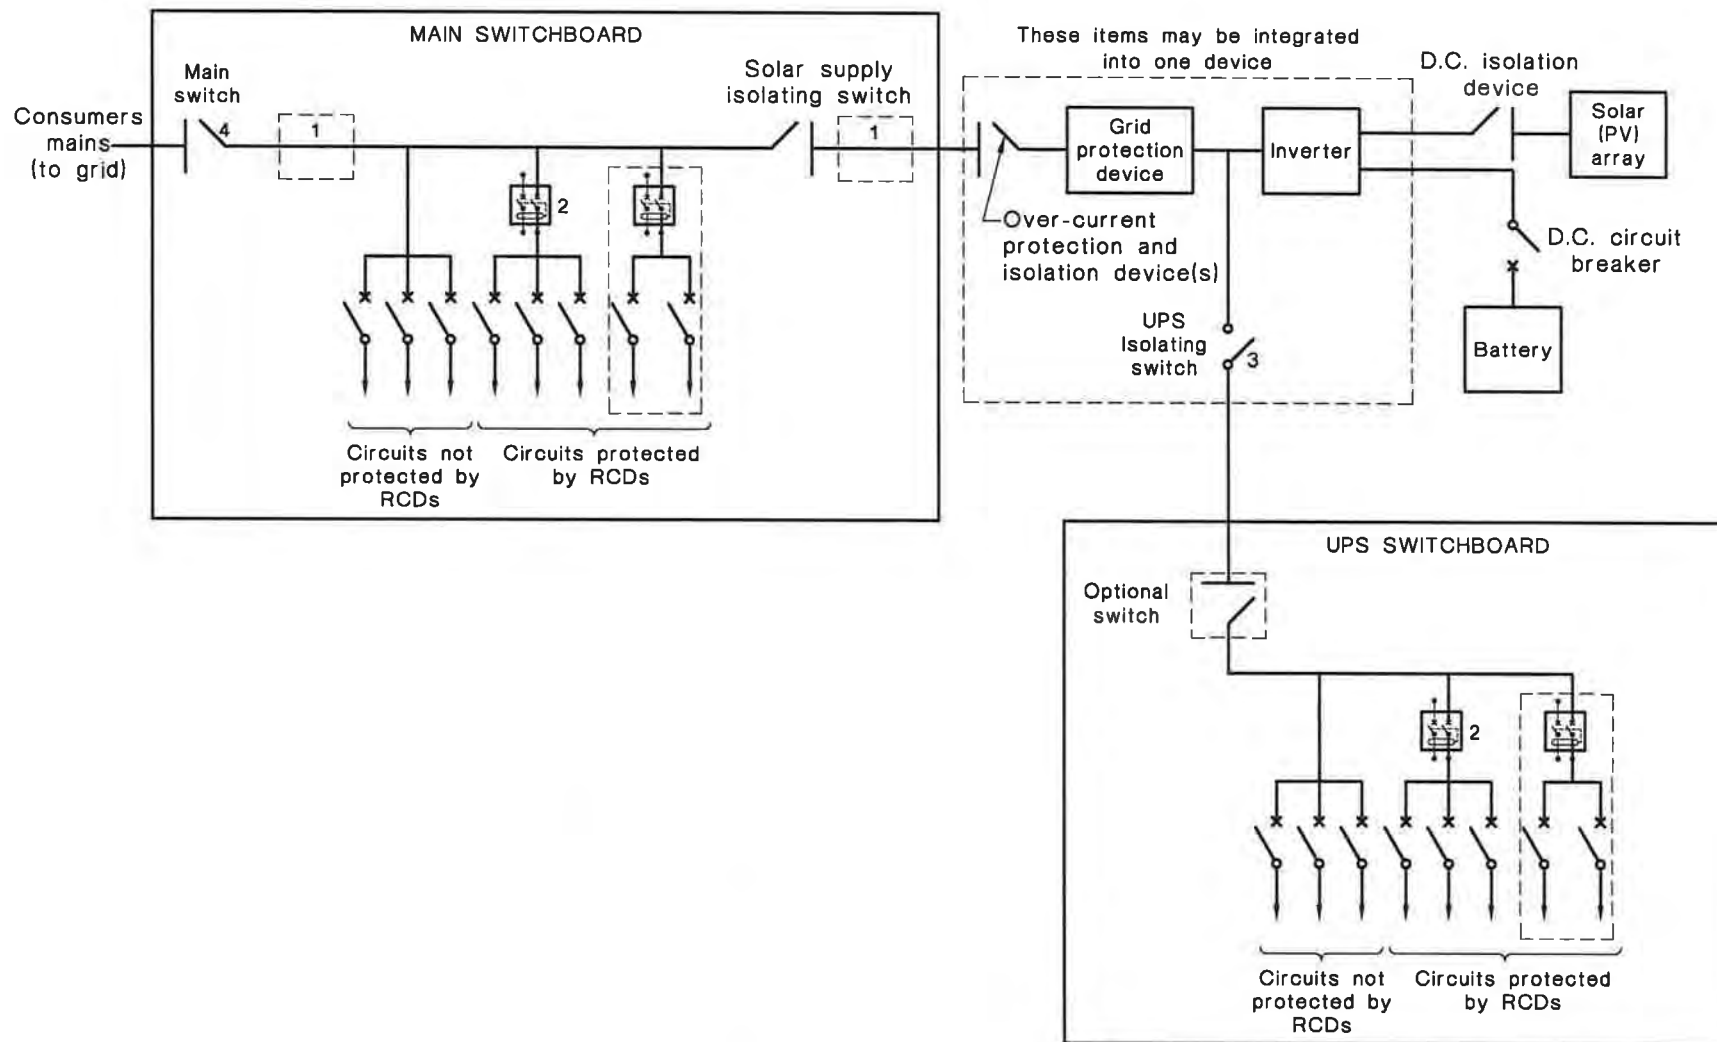 MAIN SWITCHBOARD
Main
switch
Consumers
mains
(to grid)
4
1
Solar supply
isolating switch
1
2
Circuits not
protected by
RCDs
Circuits protected
by RCDs
These items may be integrated
into one device
Grid
protection
device
Inverter
Over-current
protection and
isolation device(s)
UPS
Isolating
switch
3
D.C. isolation
device
Solar
(PV)
array
D.C. circuit
breaker
Battery
UPS SWITCHBOARD
Optional
switch
2
Circuits not
protected by
RCDs
Circuits protected
by RCDs